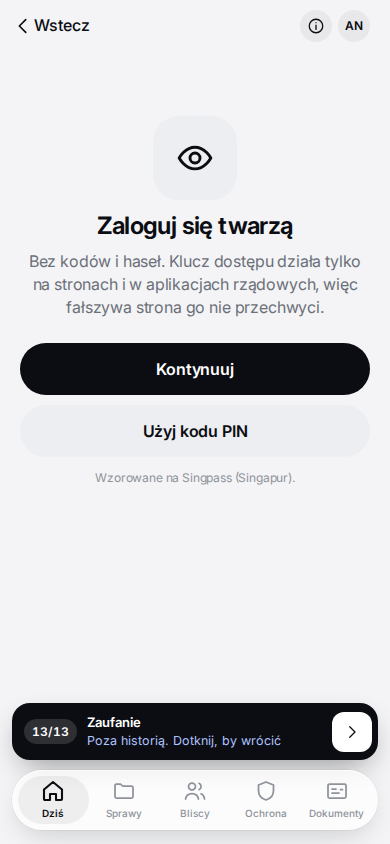 Wstecz
AN
Zaloguj się twarzą
Bez kodów i haseł. Klucz dostępu działa tylko
na stronach i w aplikacjach rządowych, więc
fałszywa strona go nie przechwyci.
Kontynuuj
Użyj kodu PIN
Wzorowane na Singpass (Singapur).
13/13
Zaufanie
Poza historią. Dotknij, by wrócić
Dziś
Sprawy
Bliscy
Ochrona
Dokumenty